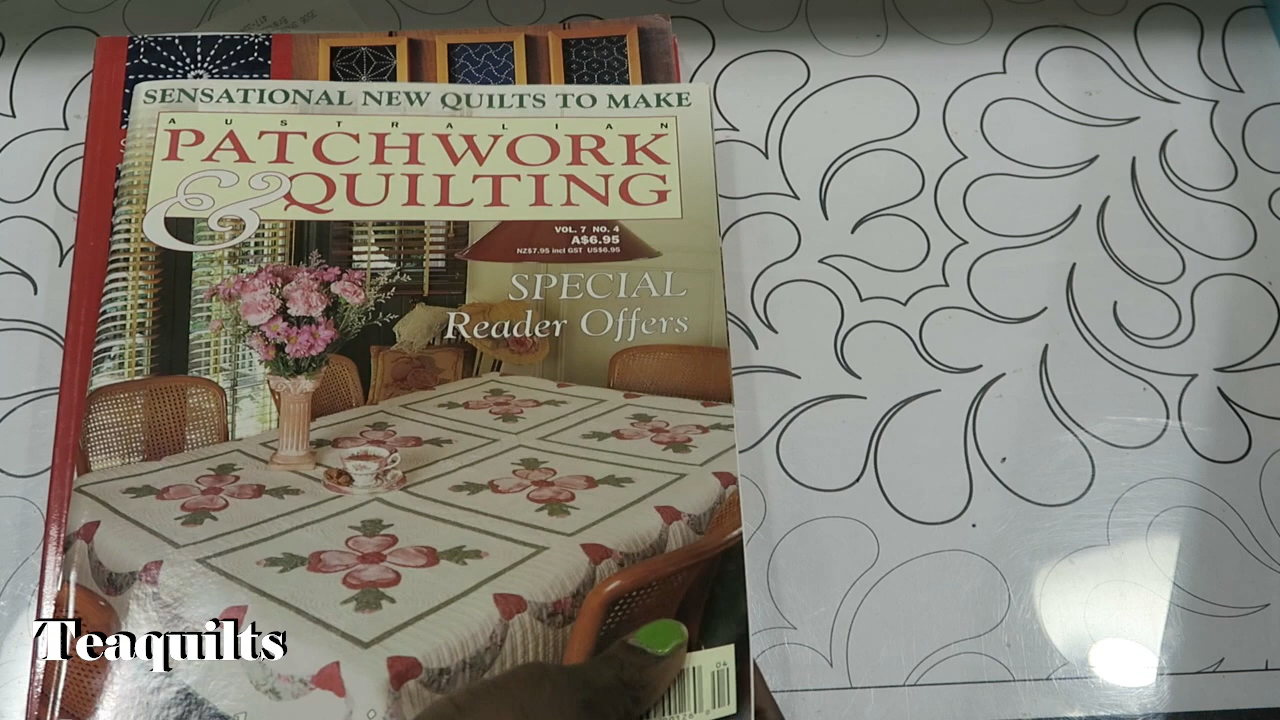 SENSATIONAL NEW QUILTS TO MAKE
AUSTRALIAN
PATCHWORK
& QUILTING
VOL. 7 NO. 4
A$6.95
NZ$7.95 incl GST US$6.95
SPECIAL
Reader Offers
04
Teaquilts